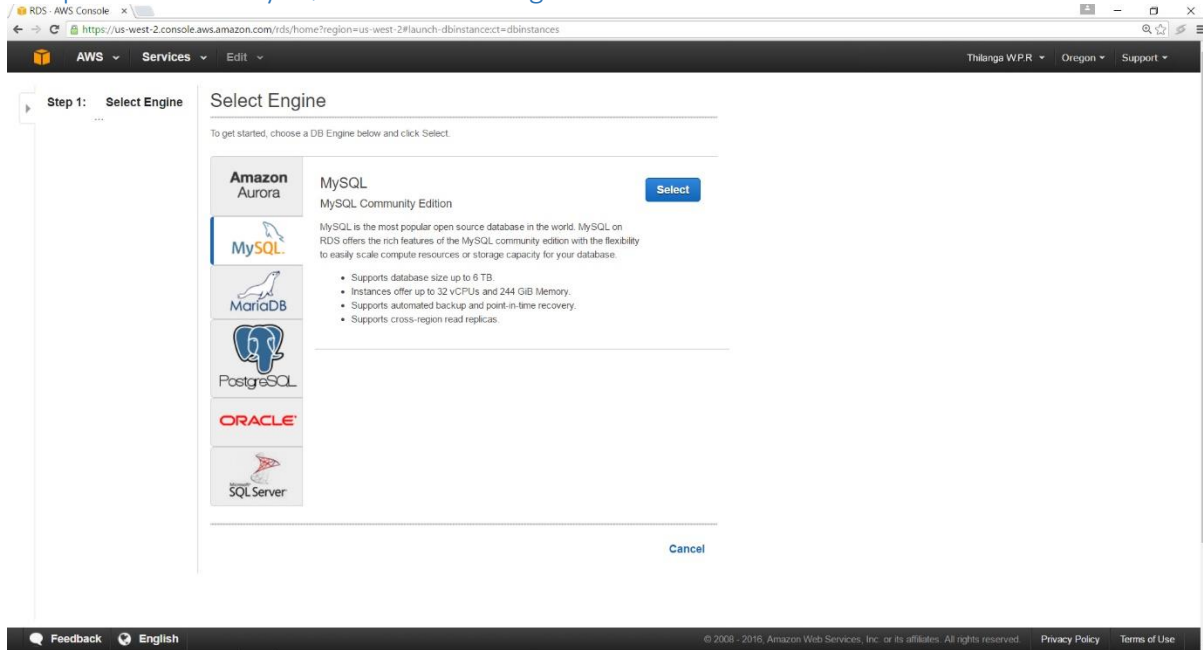 RDS - AWS Console
https://us-west-2.console.aws.amazon.com/rds/home?region=us-west-2#launch-dbinstance:ct=dbinstances
AWS Services Edit Thilanga W.P.R Oregon Support
Step 1: Select Engine
...
Select Engine
To get started, choose a DB Engine below and click Select.
Amazon
Aurora
MySQL
MariaDB
PostgreSQL
ORACLE
Microsoft
SQL Server
MySQL
Select
MySQL Community Edition
MySQL is the most popular open source database in the world. MySQL on
RDS offers the rich features of the MySQL community edition with the flexibility
to easily scale compute resources or storage capacity for your database.
• Supports database size up to 6 TB.
• Instances offer up to 32 vCPUs and 244 GiB Memory.
• Supports automated backup and point-in-time recovery.
• Supports cross-region read replicas.
Cancel
Feedback English © 2008 - 2016, Amazon Web Services, Inc. or its affiliates. All rights reserved. Privacy Policy Terms of Use